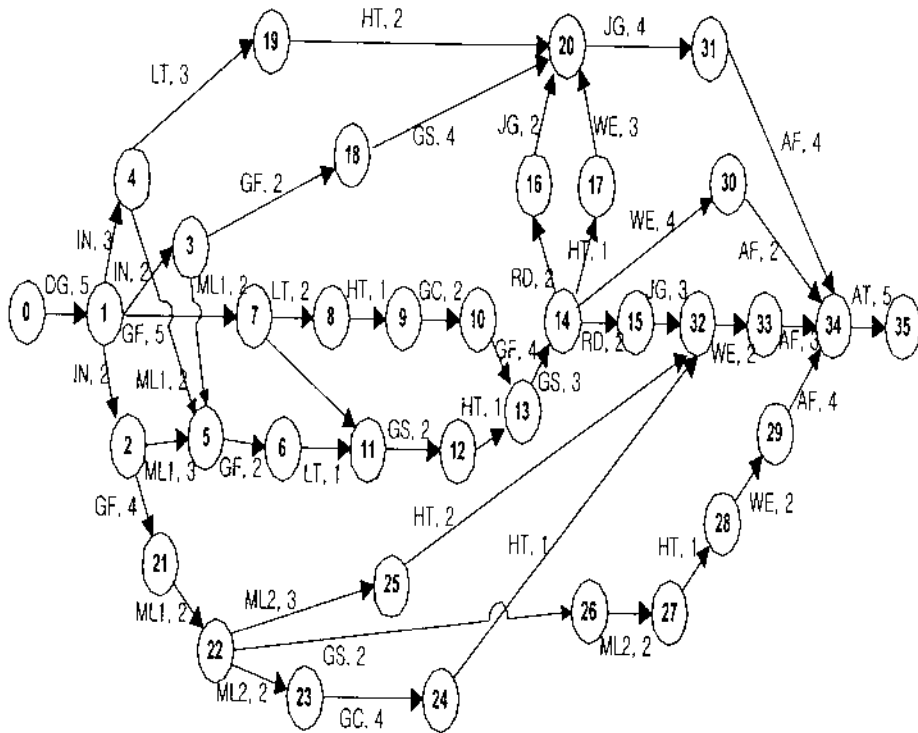 HT, 2
19
20
JG, 4
31
LT, 3
GS, 4
JG, 2
WE, 3
AF, 4
18
4
GF, 2
16
17
30
WE, 4
IN, 3
3
IN, 2
ML1, 2
LT, 2
HT, 1
GC, 2
RD, 2
HT, 1
AF, 2
DG, 5
0
1
GF, 5
7
8
9
10
14
RD, 2
15
JG, 3
32
WE, 2
33
AF, 3
34
AT, 5
35
GF, 4
GS, 3
IN, 2
ML1, 2
HT, 1
13
2
ML1, 3
5
GF, 2
6
LT, 1
11
GS, 2
12
AF, 4
29
GF, 4
HT, 2
WE, 2
21
25
HT, 1
28
HT, 1
ML1, 2
ML2, 3
26
27
22
GS, 2
ML2, 2
ML2, 2
23
GC, 4
24